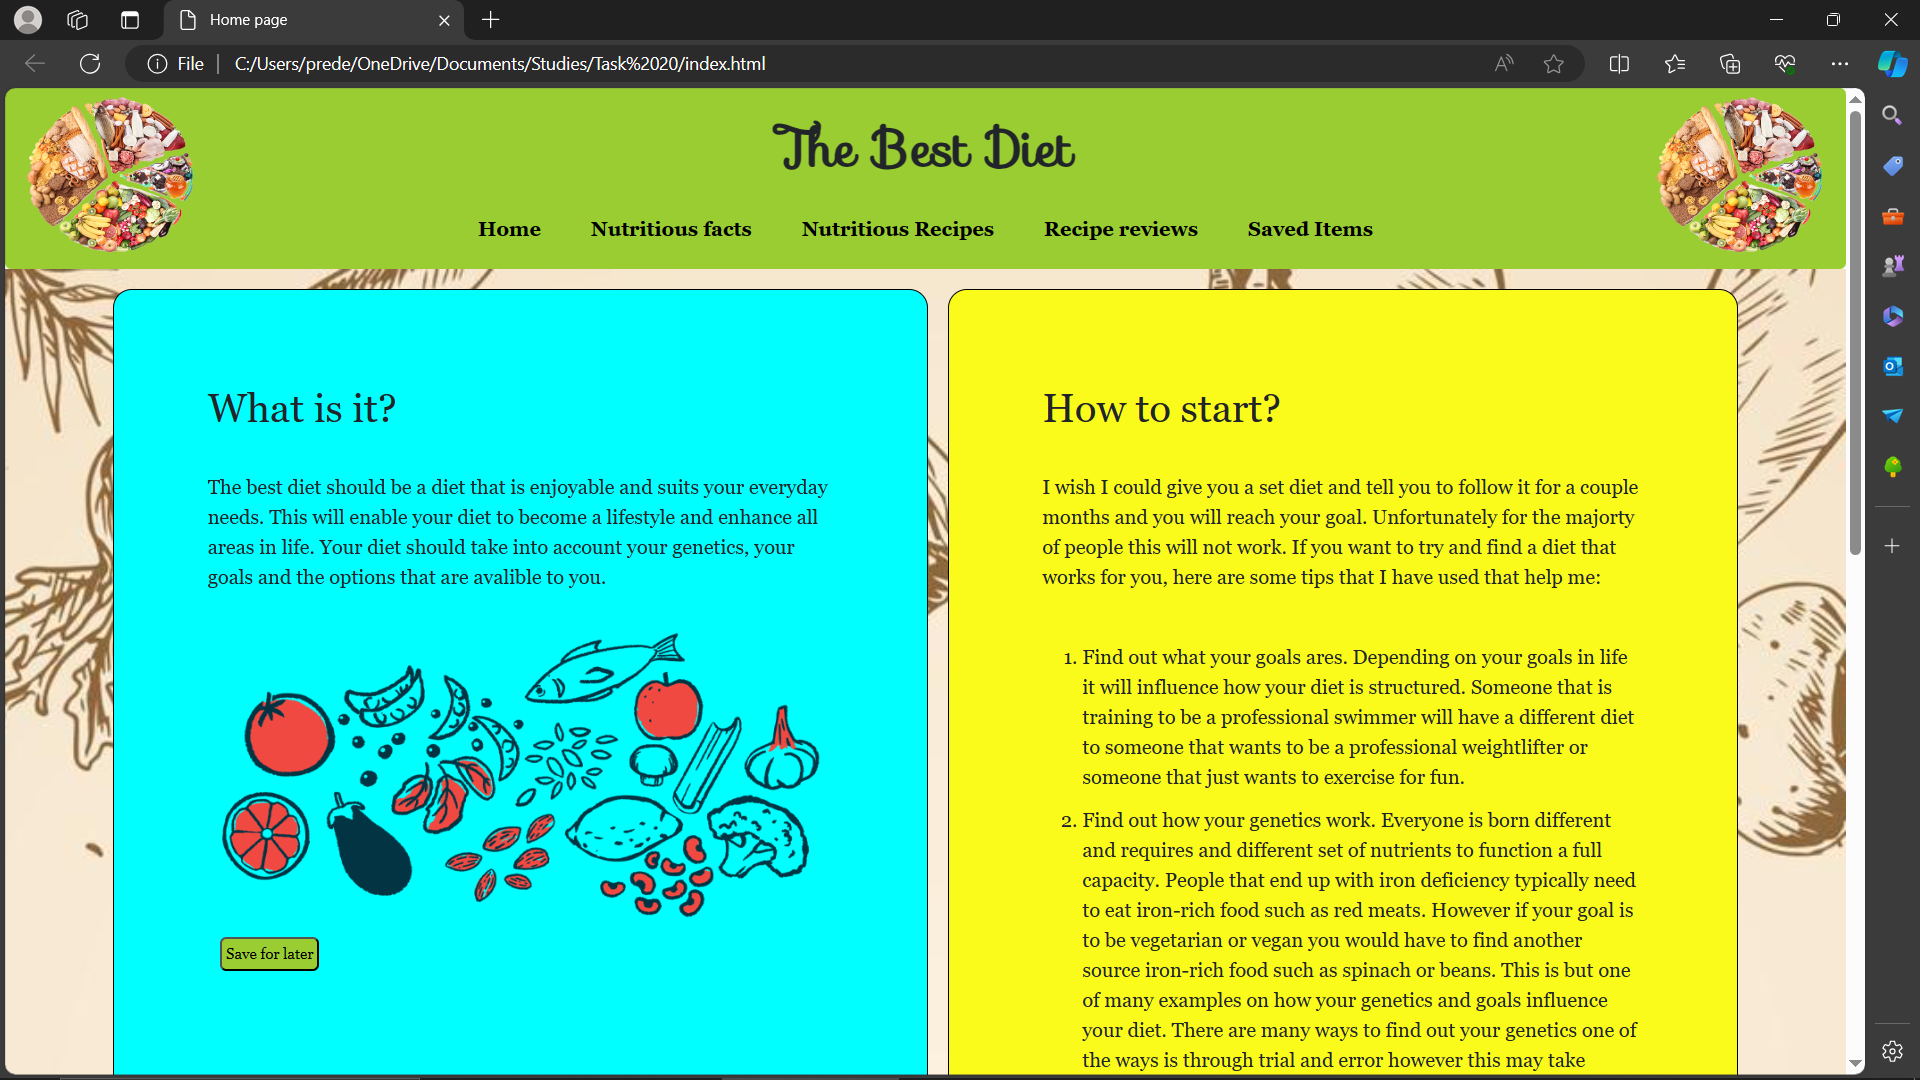 Home page
File
C:/Users/prede/OneDrive/Documents/Studies/Task%2020/index.html
The Best Diet
Home
Nutritious facts
Nutritious Recipes
Recipe reviews
Saved Items
What is it?
The best diet should be a diet that is enjoyable and suits your everyday
needs. This will enable your diet to become a lifestyle and enhance all
areas in life. Your diet should take into account your genetics, your
goals and the options that are avalible to you.
Save for later
How to start?
I wish I could give you a set diet and tell you to follow it for a couple
months and you will reach your goal. Unfortunately for the majorty
of people this will not work. If you want to try and find a diet that
works for you, here are some tips that I have used that help me:
1. Find out what your goals ares. Depending on your goals in life
it will influence how your diet is structured. Someone that is
training to be a professional swimmer will have a different diet
to someone that wants to be a professional weightlifter or
someone that just wants to exercise for fun.
2. Find out how your genetics work. Everyone is born different
and requires and different set of nutrients to function a full
capacity. People that end up with iron deficiency typically need
to eat iron-rich food such as red meats. However if your goal is
to be vegetarian or vegan you would have to find another
source iron-rich food such as spinach or beans. This is but one
of many examples on how your genetics and goals influence
your diet. There are many ways to find out your genetics one of
the ways is through trial and error however this may take